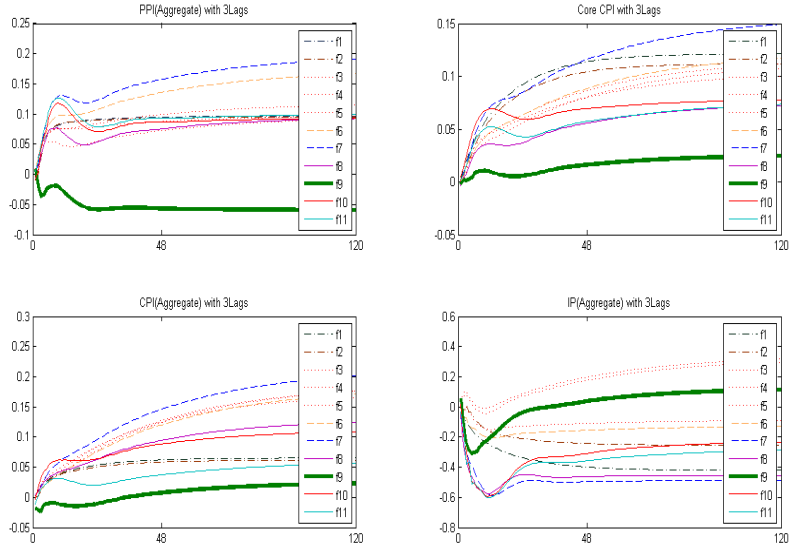 PPI(Aggregate) with 3Lags
0.25
0.2
0.15
0.1
0.05
0
-0.05
-0.1
0
48
120
f1
f2
f3
f4
f5
f6
f7
f8
f9
f10
f11
Core CPI with 3Lags
0.15
0.1
0.05
0
-0.05
0
48
120
f1
f2
f3
f4
f5
f6
f7
f8
f9
f10
f11
CPI(Aggregate) with 3Lags
0.3
0.25
0.2
0.15
0.1
0.05
0
-0.05
0
48
120
f1
f2
f3
f4
f5
f6
f7
f8
f9
f10
f11
IP(Aggregate) with 3Lags
0.6
0.4
0.2
0
-0.2
-0.4
-0.6
-0.8
0
48
120
f1
f2
f3
f4
f5
f6
f7
f8
f9
f10
f11